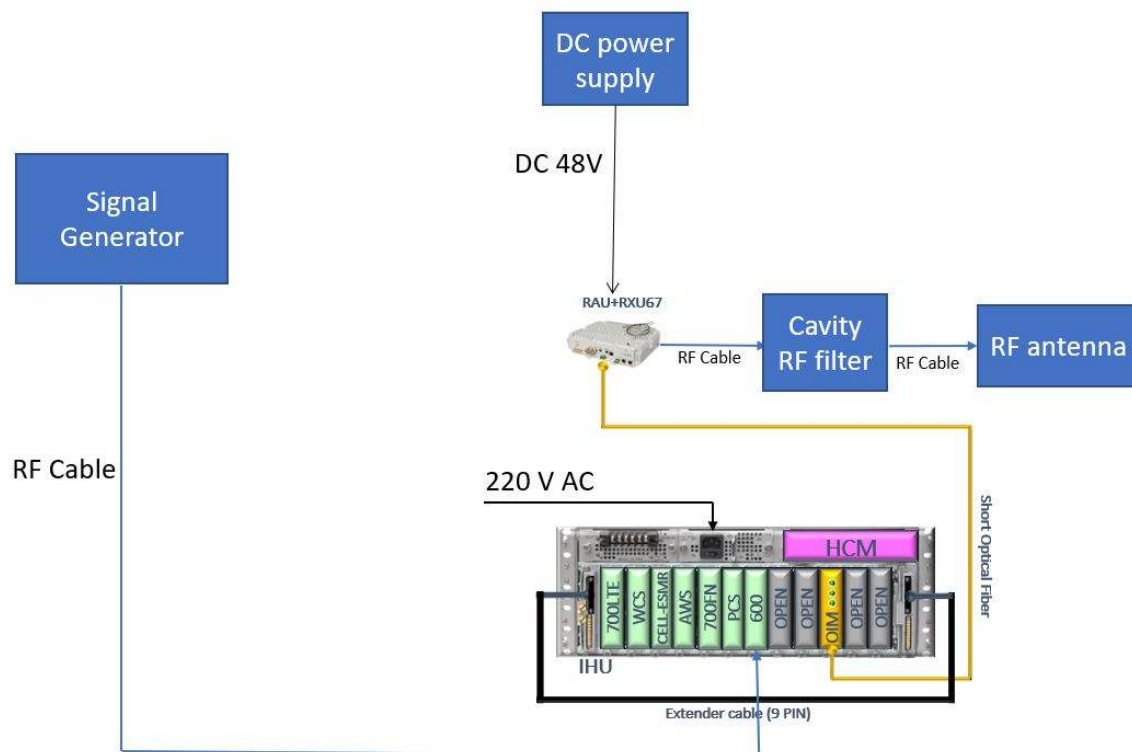 DC power
supply
DC 48V
Signal
Generator
RAU+RXU67
RF Cable
Cavity
RF filter
RF Cable
RF antenna
RF Cable
220 V AC
Short Optical Fiber
HCM
700LTE
WCS
CELL-ESMR
AWS
700FN
PCS
600
OPEN
OPEN
OIM
OPEN
OPEN
IHU
Extender cable (9 PIN)